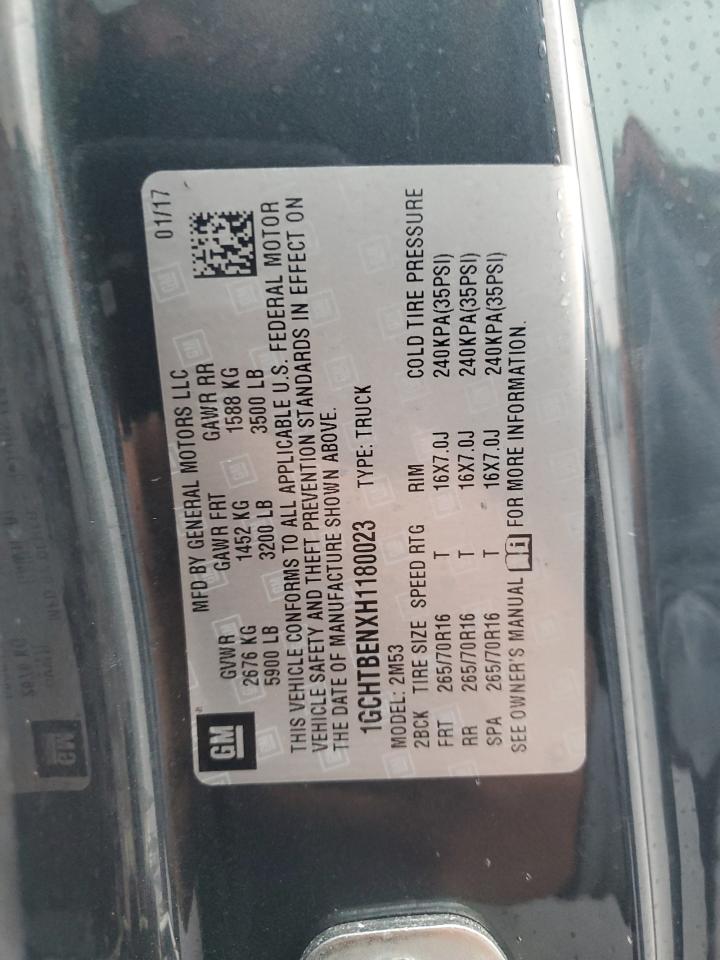 01/17
GM
MFD BY GENERAL MOTORS LLC
GVWR GAWR FRT GAWR RR
2676 KG 1452 KG 1588 KG
5900 LB 3200 LB 3500 LB
THIS VEHICLE CONFORMS TO ALL APPLICABLE U.S. FEDERAL MOTOR
VEHICLE SAFETY AND THEFT PREVENTION STANDARDS IN EFFECT ON
THE DATE OF MANUFACTURE SHOWN ABOVE.
1GCHTBENXH1180023 TYPE: TRUCK
MODEL: 2M53
2BCK TIRE SIZE SPEED RTG RIM COLD TIRE PRESSURE
FRT 265/70R16 T 16X7.0J 240KPA(35PSI)
RR 265/70R16 T 16X7.0J 240KPA(35PSI)
SPA 265/70R16 T 16X7.0J 240KPA(35PSI)
SEE OWNER'S MANUAL FOR MORE INFORMATION.